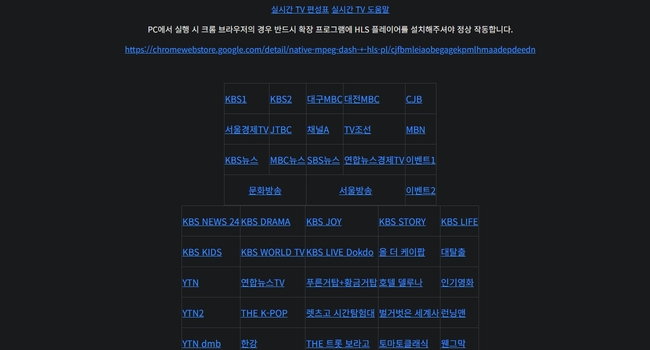 실시간 TV 편성표 실시간 TV 도움말
PC에서 실행 시 크롬 브라우저의 경우 반드시 확장 프로그램에 HLS 플레이어를 설치해주셔야 정상 작동합니다.
https://chromewebstore.google.com/detail/native-mpeg-dash-+-hls-pl/cjfbmleiaobegagekpmlhmaadepdeedn
KBS1 KBS2 대구MBC 대전MBC CJB
서울경제TV JTBC 채널A TV조선 MBN
KBS뉴스 MBC뉴스 SBS뉴스 연합뉴스경제TV 이벤트1
문화방송 서울방송 이벤트2
KBS NEWS 24 KBS DRAMA KBS JOY KBS STORY KBS LIFE
KBS KIDS KBS WORLD TV KBS LIVE Dokdo 올 더 케이팝 대탈출
YTN 연합뉴스TV 푸른거탑+황금거탑 호텔 델루나 인기영화
YTN2 THE K-POP 렛츠고 시간탐험대 벌거벗은 세계사 런닝맨
YTN dmb 한강 THE 트롯 보라고 토마토클래식 웬그막